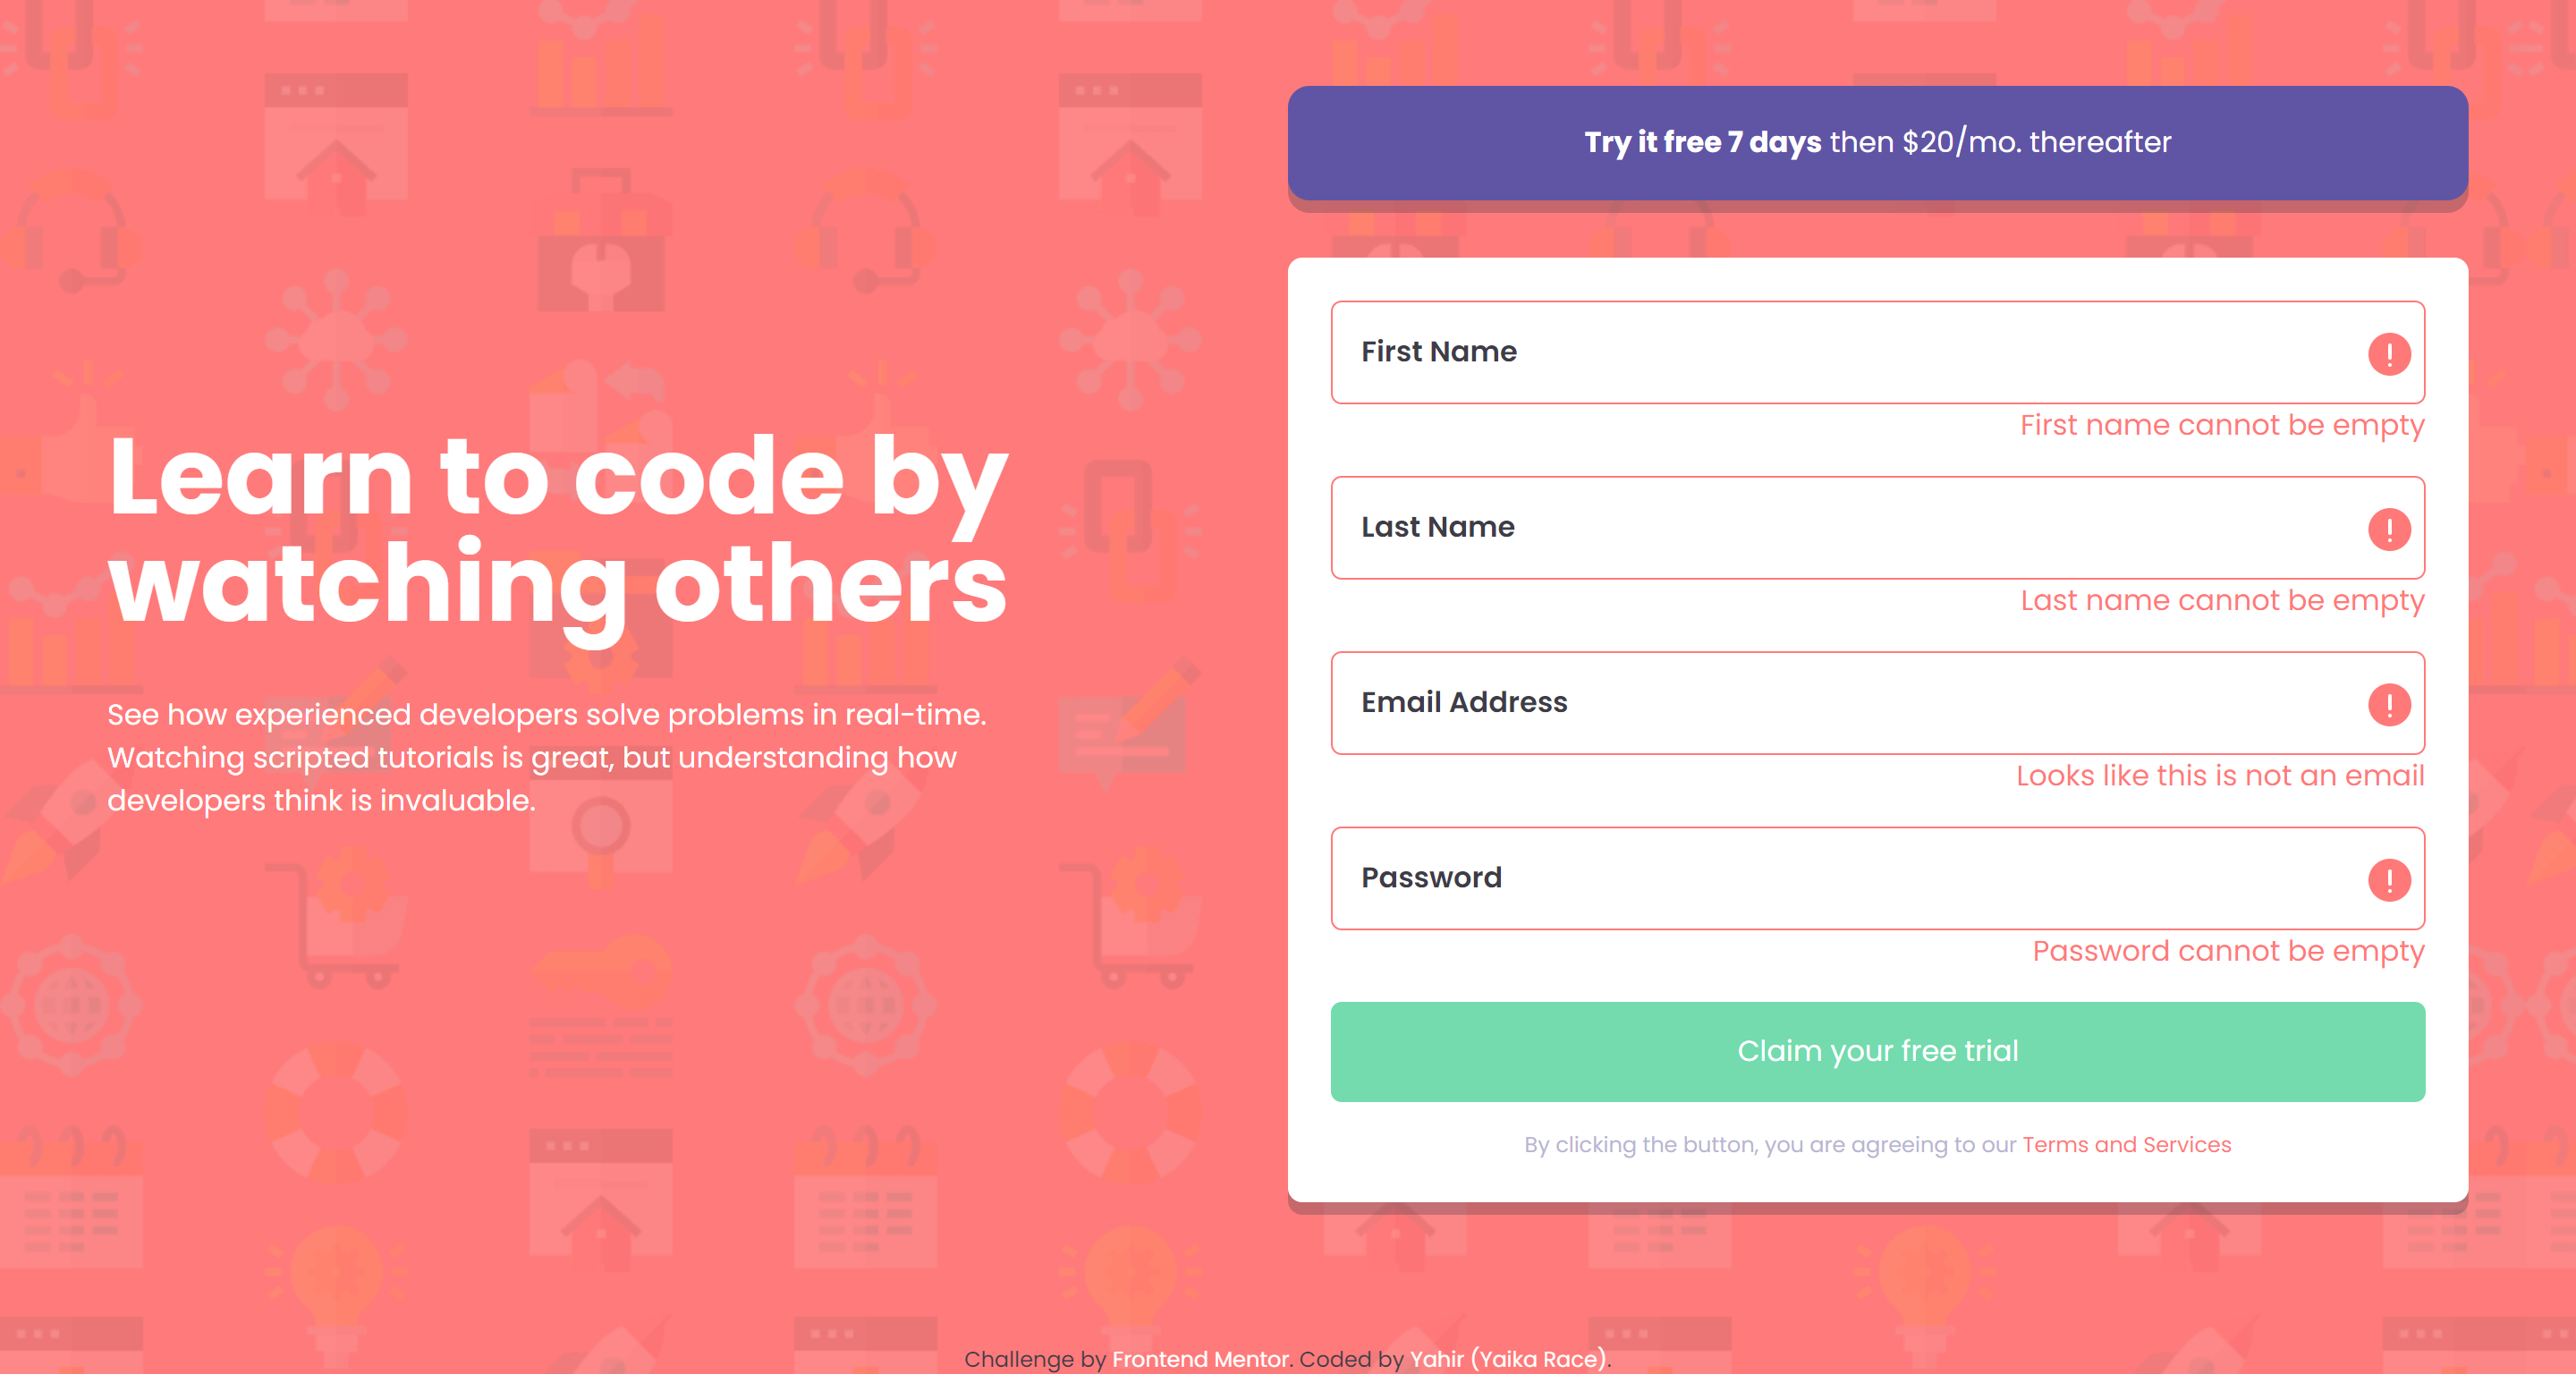 Learn to code by
watching others
See how experienced developers solve problems in real-time.
Watching scripted tutorials is great, but understanding how
developers think is invaluable.
Try it free 7 days then $20/mo. thereafter
First Name
First name cannot be empty
Last Name
Last name cannot be empty
Email Address
Looks like this is not an email
Password
Password cannot be empty
Claim your free trial
By clicking the button, you are agreeing to our Terms and Services
Challenge by Frontend Mentor. Coded by Yahir (Yaika Race).